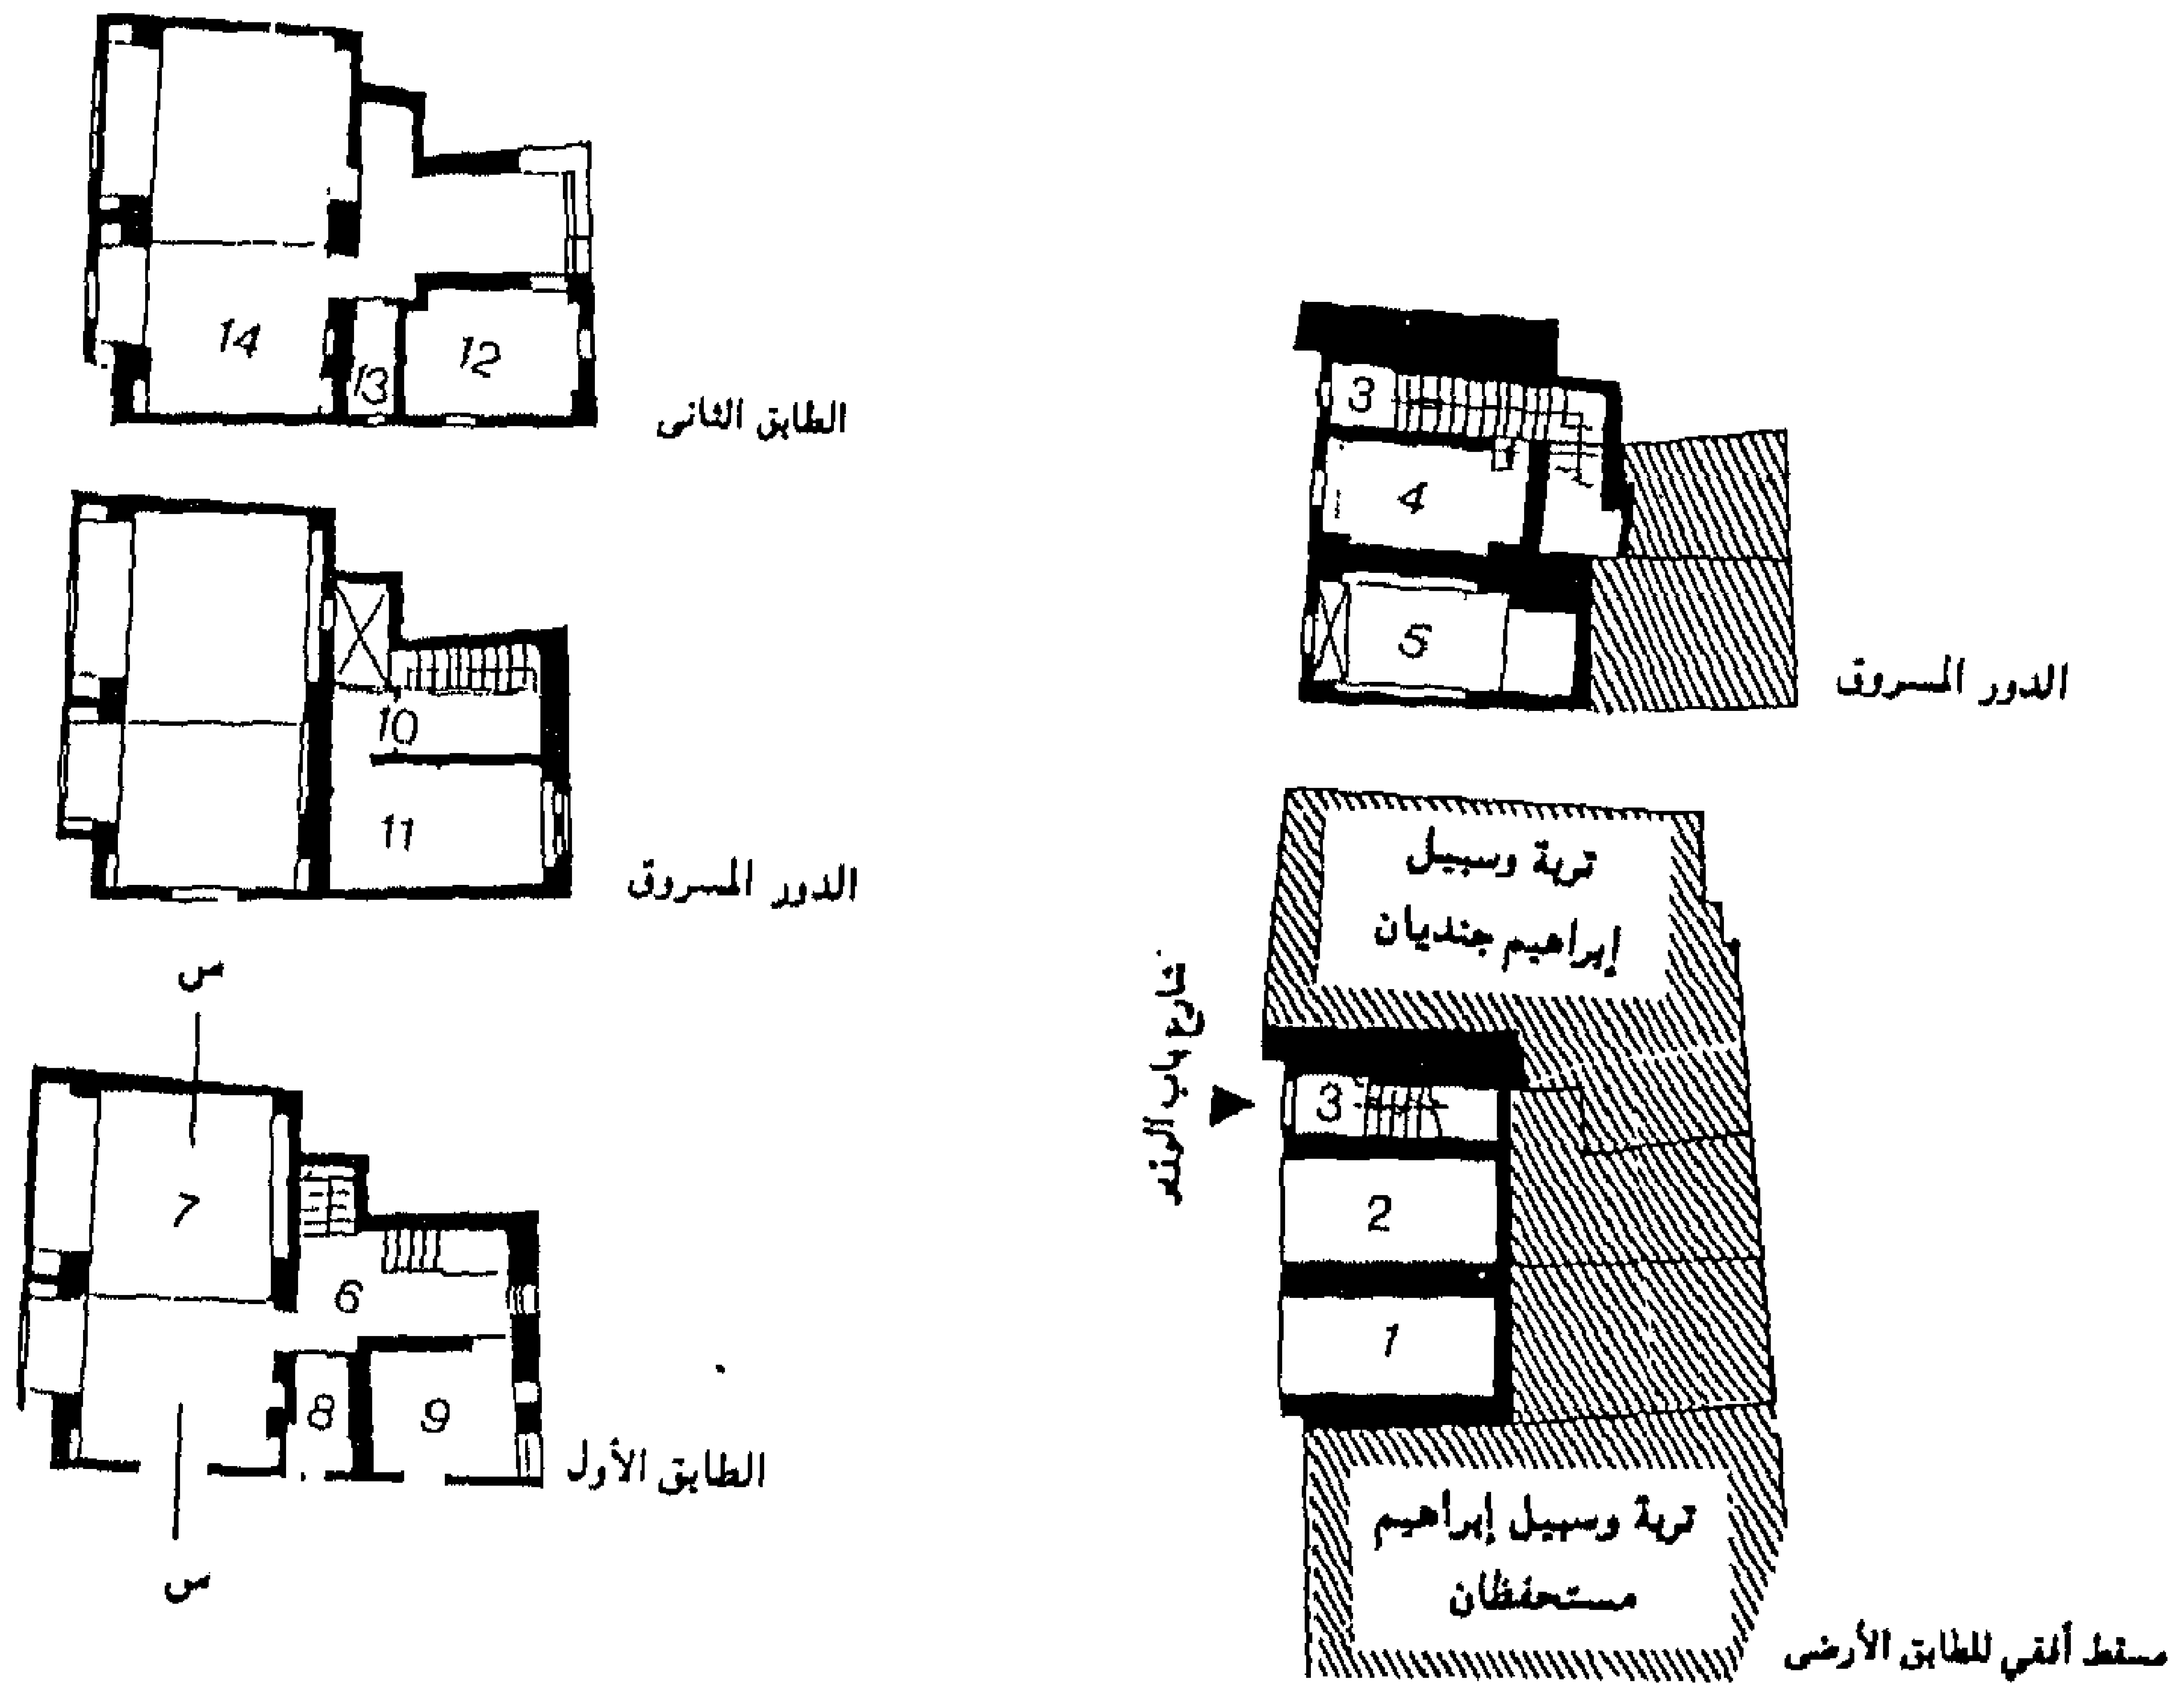 14
13
12
الطابق الثانى
10
11
الدور المسروق
س
7
6
8
9
الطابق الأول
س
3
4
5
الدور المسروق
تربة وسبيل
إبراهيم جنديان
شارع باب الوزير
3
2
1
تربة وسبيل إبراهيم
مستحفظان
مسقط أفقي للطابق الأرضى